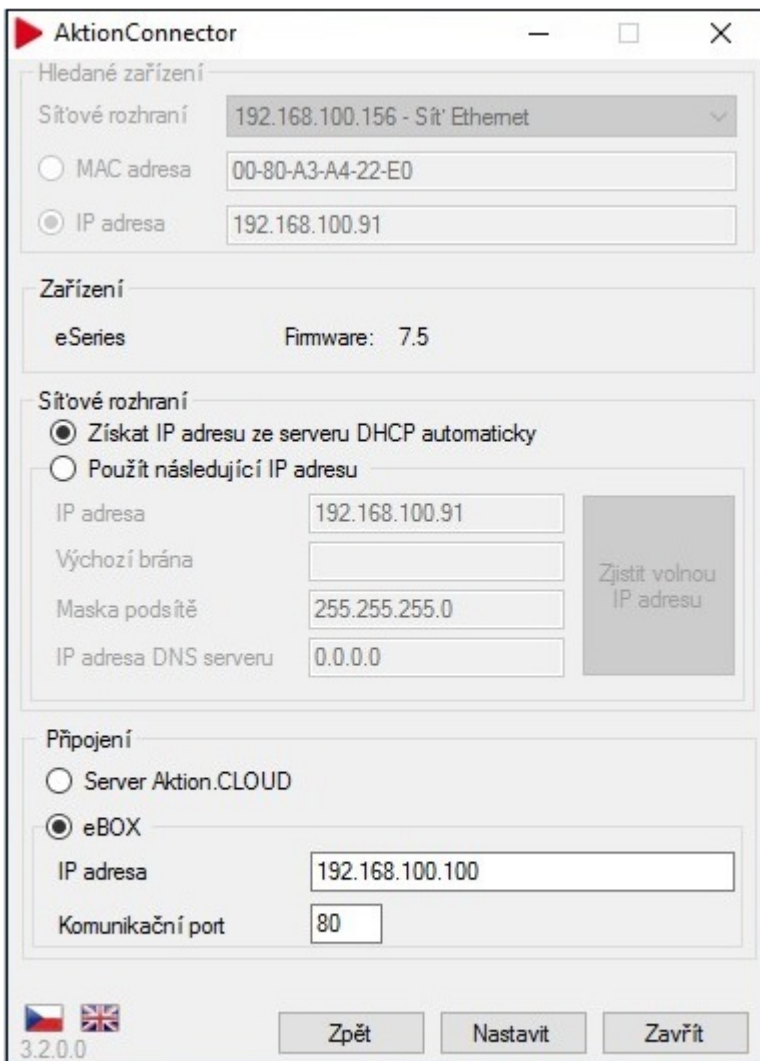 AktionConnector
Hledané zařízení
Síťové rozhraní 192.168.100.156 - Síť Ethernet
MAC adresa 00-80-A3-A4-22-E0
IP adresa 192.168.100.91
Zařízení
eSeries Firmware: 7.5
Síťové rozhraní
Získat IP adresu ze serveru DHCP automaticky
Použít následující IP adresu
IP adresa 192.168.100.91
Výchozí brána
Maska podsítě 255.255.255.0
IP adresa DNS serveru 0.0.0.0
Zjistit volnou
IP adresu
Připojení
Server Aktion.CLOUD
eBOX
IP adresa 192.168.100.100
Komunikační port 80
3.2.0.0
Zpět Nastavit Zavřít